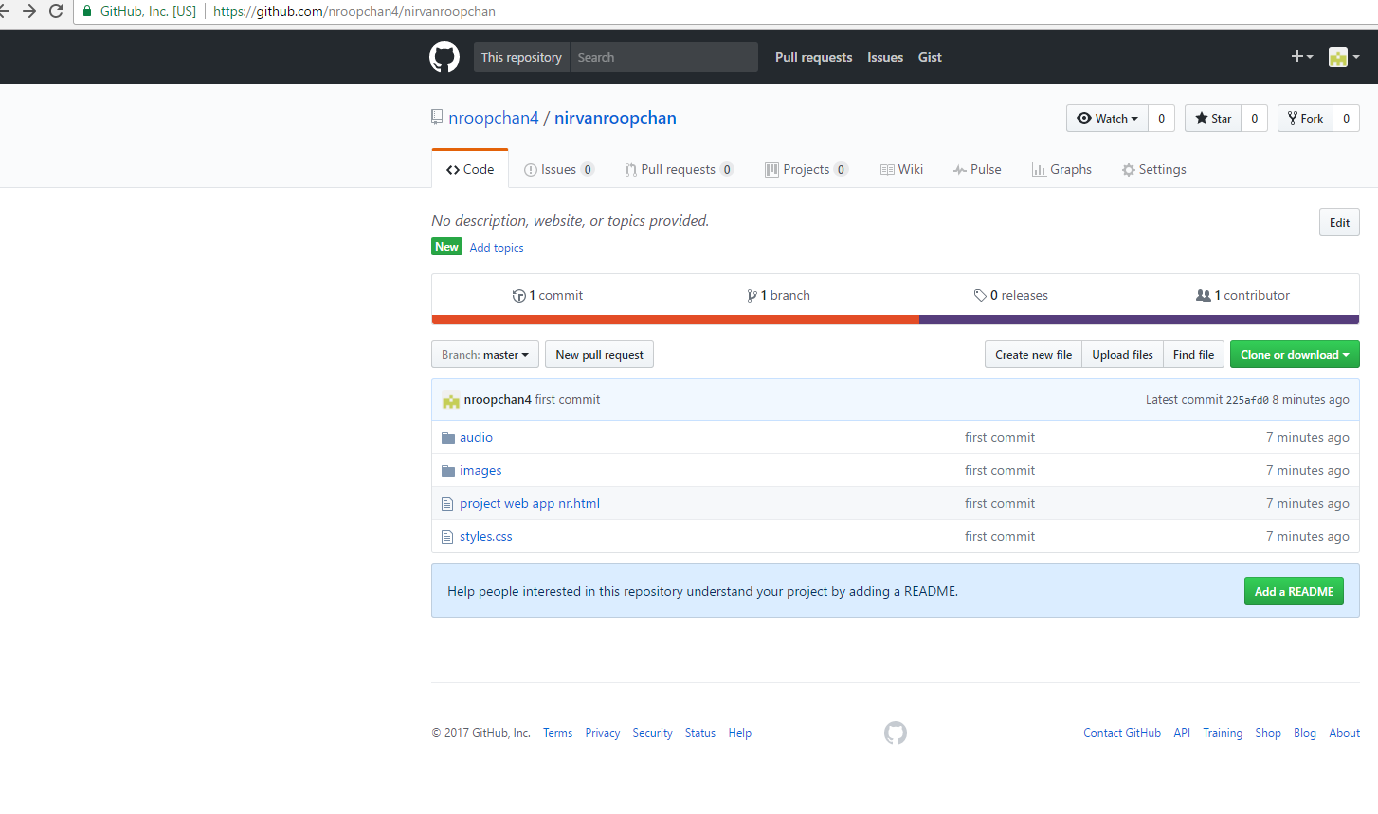 GitHub, Inc. [US] https://github.com/nroopchan4/nirvanroopchan
This repository Search Pull requests Issues Gist
nroopchan4 / nirvanroopchan Watch 0 Star 0 Fork 0
Code Issues 0 Pull requests 0 Projects 0 Wiki Pulse Graphs Settings
No description, website, or topics provided. Edit
New Add topics
1 commit 1 branch 0 releases 1 contributor
Branch: master New pull request Create new file Upload files Find file Clone or download
nroopchan4 first commit Latest commit 225afd0 8 minutes ago
audio first commit 7 minutes ago
images first commit 7 minutes ago
project web app nr.html first commit 7 minutes ago
styles.css first commit 7 minutes ago
Help people interested in this repository understand your project by adding a README. Add a README
© 2017 GitHub, Inc. Terms Privacy Security Status Help Contact GitHub API Training Shop Blog About